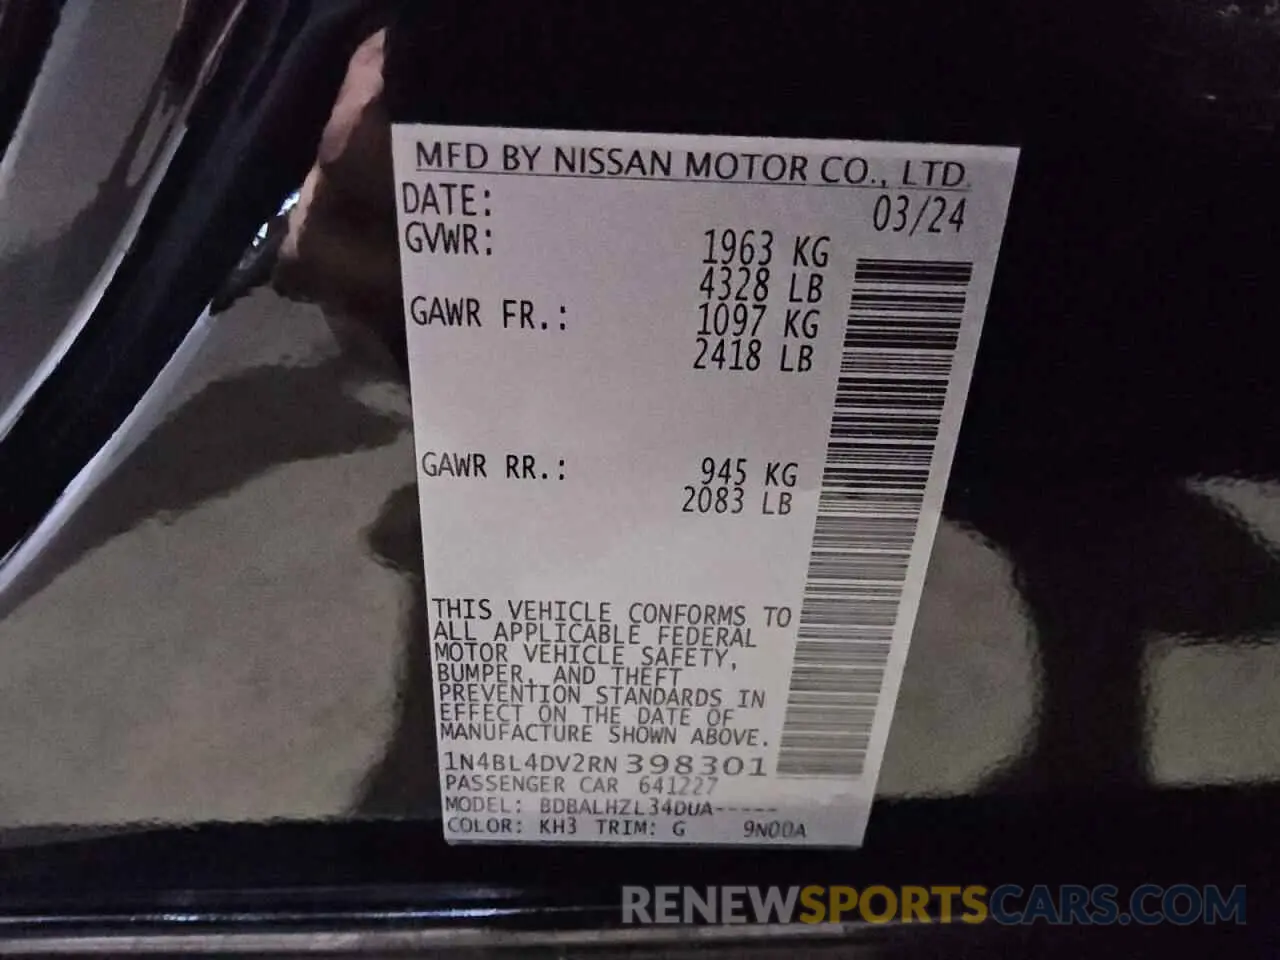 MFD BY NISSAN MOTOR CO., LTD.
DATE: 03/24
GVWR: 1963 KG
4328 LB
GAWR FR.: 1097 KG
2418 LB
GAWR RR.: 945 KG
2083 LB
THIS VEHICLE CONFORMS TO
ALL APPLICABLE FEDERAL
MOTOR VEHICLE SAFETY,
BUMPER, AND THEFT
PREVENTION STANDARDS IN
EFFECT ON THE DATE OF
MANUFACTURE SHOWN ABOVE.
1N4BL4DV2RN398301
PASSENGER CAR 641227
MODEL: BDBALHZL34DUA-----
COLOR: KH3 TRIM: G 9N00A
RENEWSPORTSCARS.COM